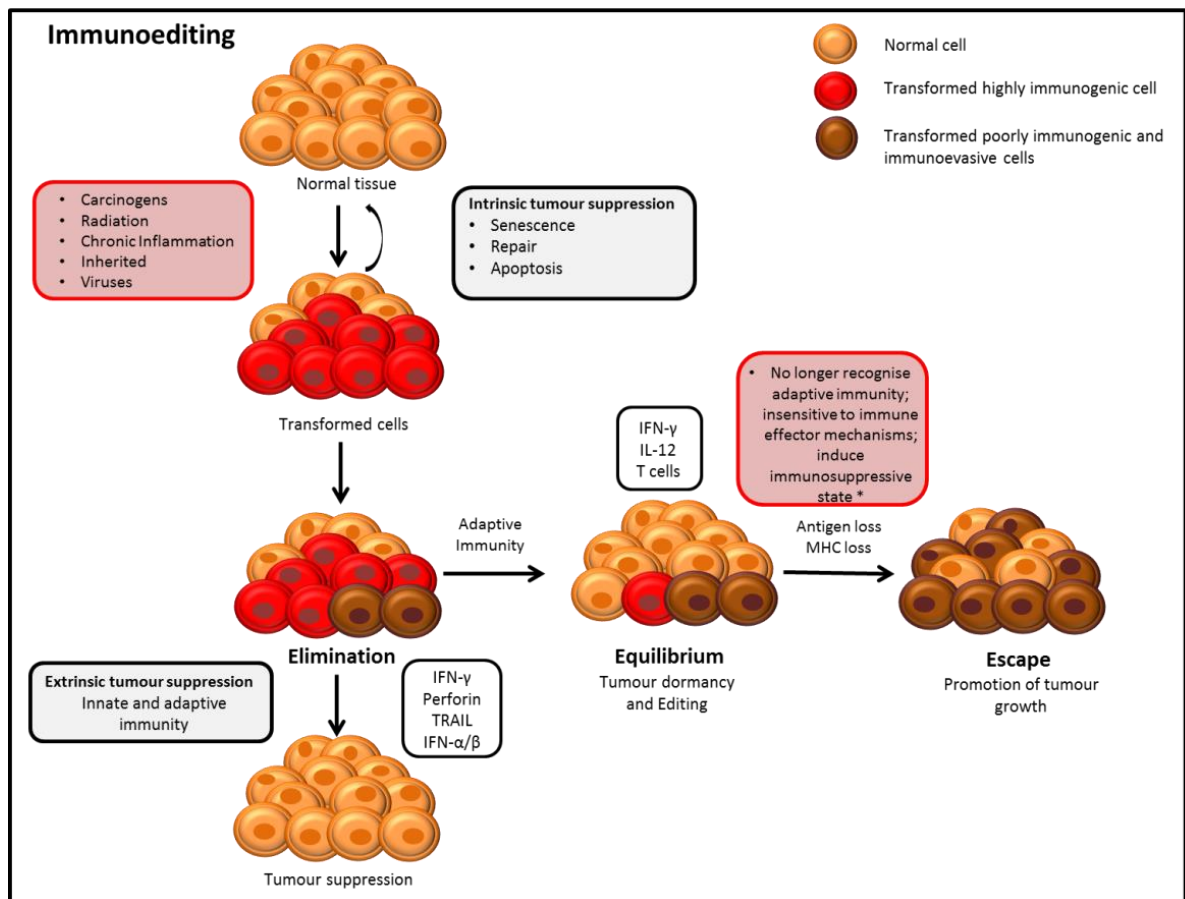 Immunoediting
Normal cell
Transformed highly immunogenic cell
Transformed poorly immunogenic and
immunoevasive cells
Normal tissue
• Carcinogens
• Radiation
• Chronic Inflammation
• Inherited
• Viruses
Intrinsic tumour suppression
• Senescence
• Repair
• Apoptosis
Transformed cells
Adaptive
Immunity
IFN-γ
IL-12
T cells
• No longer recognise
adaptive immunity;
insensitive to immune
effector mechanisms;
induce
immunosuppressive
state *
Antigen loss
MHC loss
Elimination
Equilibrium
Tumour dormancy
and Editing
Escape
Promotion of tumour
growth
Extrinsic tumour suppression
Innate and adaptive
immunity
IFN-γ
Perforin
TRAIL
IFN-α/β
Tumour suppression